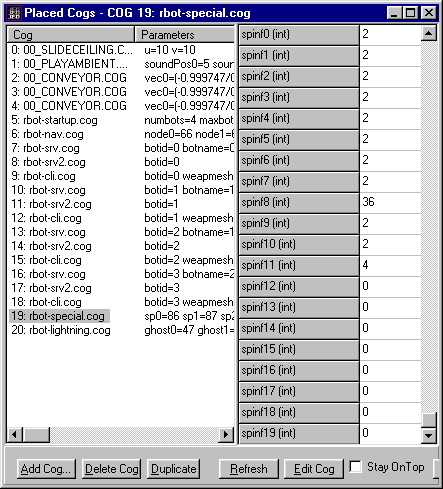 Placed Cogs - COG 19: rbot-special.cog
Cog Parameters
0: 00_SLIDECEILING.C... u=10 v=10
1: 00_PLAYAMBIENT.... soundPos0=5 soun
2: 00_CONVEYOR.COG vec0=(-0.999747/0
3: 00_CONVEYOR.COG vec0=(-0.999747/0
4: 00_CONVEYOR.COG vec0=(-0.999747/0
5: rbot-startup.cog numbots=4 maxbot
6: rbot-nav.cog node0=66 node1=6
7: rbot-srv.cog botid=0 botname=0
8: rbot-srv2.cog botid=0
9: rbot-cli.cog botid=0 weapmesh
10: rbot-srv.cog botid=1 botname=1
11: rbot-srv2.cog botid=1
12: rbot-cli.cog botid=1 weapmesh
13: rbot-srv.cog botid=2 botname=1
14: rbot-srv2.cog botid=2
15: rbot-cli.cog botid=2 weapmesh
16: rbot-srv.cog botid=3 botname=2
17: rbot-srv2.cog botid=3
18: rbot-cli.cog botid=3 weapmesh
19: rbot-special.cog sp0=86 sp1=87 sp2
20: rbot-lightning.cog ghost0=47 ghost1=
spinf0 (int) 2
spinf1 (int) 2
spinf2 (int) 2
spinf3 (int) 2
spinf4 (int) 2
spinf5 (int) 2
spinf6 (int) 2
spinf7 (int) 2
spinf8 (int) 36
spinf9 (int) 2
spinf10 (int) 2
spinf11 (int) 4
spinf12 (int) 0
spinf13 (int) 0
spinf14 (int) 0
spinf15 (int) 0
spinf16 (int) 0
spinf17 (int) 0
spinf18 (int) 0
spinf19 (int) 0
Add Cog... Delete Cog Duplicate Refresh Edit Cog Stay OnTop